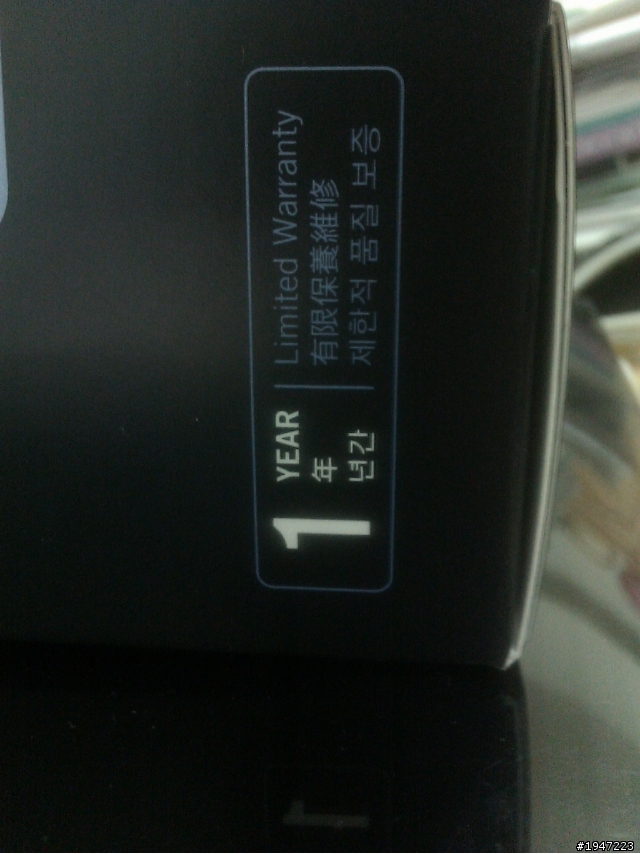 1 YEAR
年
년간
Limited Warranty
有限保養維修
제한적 품질 보증
1
#1947223